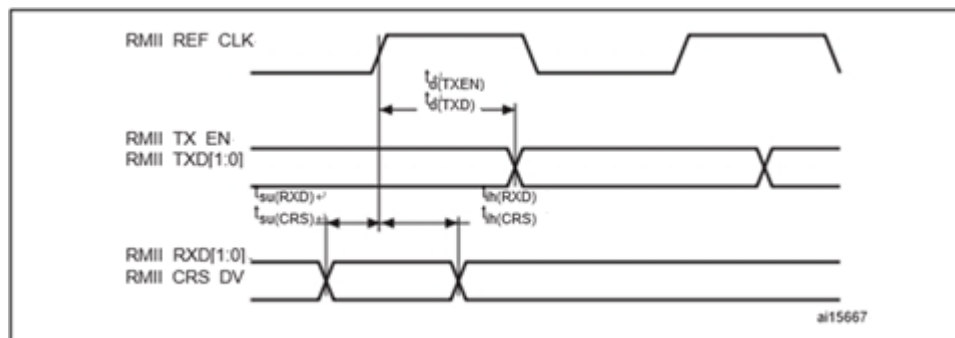 RMII REF CLK
td(TXEN)
td(TXD)
RMII TX EN
RMII TXD[1:0]
tsu(RXD)
tsu(CRS)
tih(RXD)
tih(CRS)
RMII RXD[1:0]
RMII CRS DV
ai15667